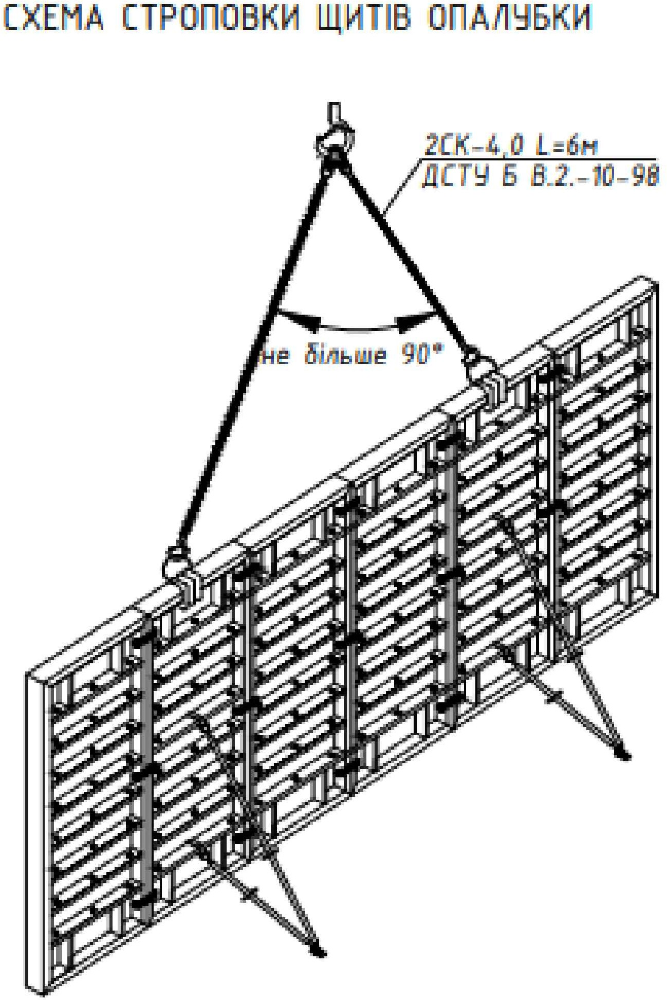 СХЕМА СТРОПОВКИ ЩИТІВ ОПАЛУБКИ
2СК-4,0 L=6м
ДСТУ Б В.2.-10-98
не більше 90°